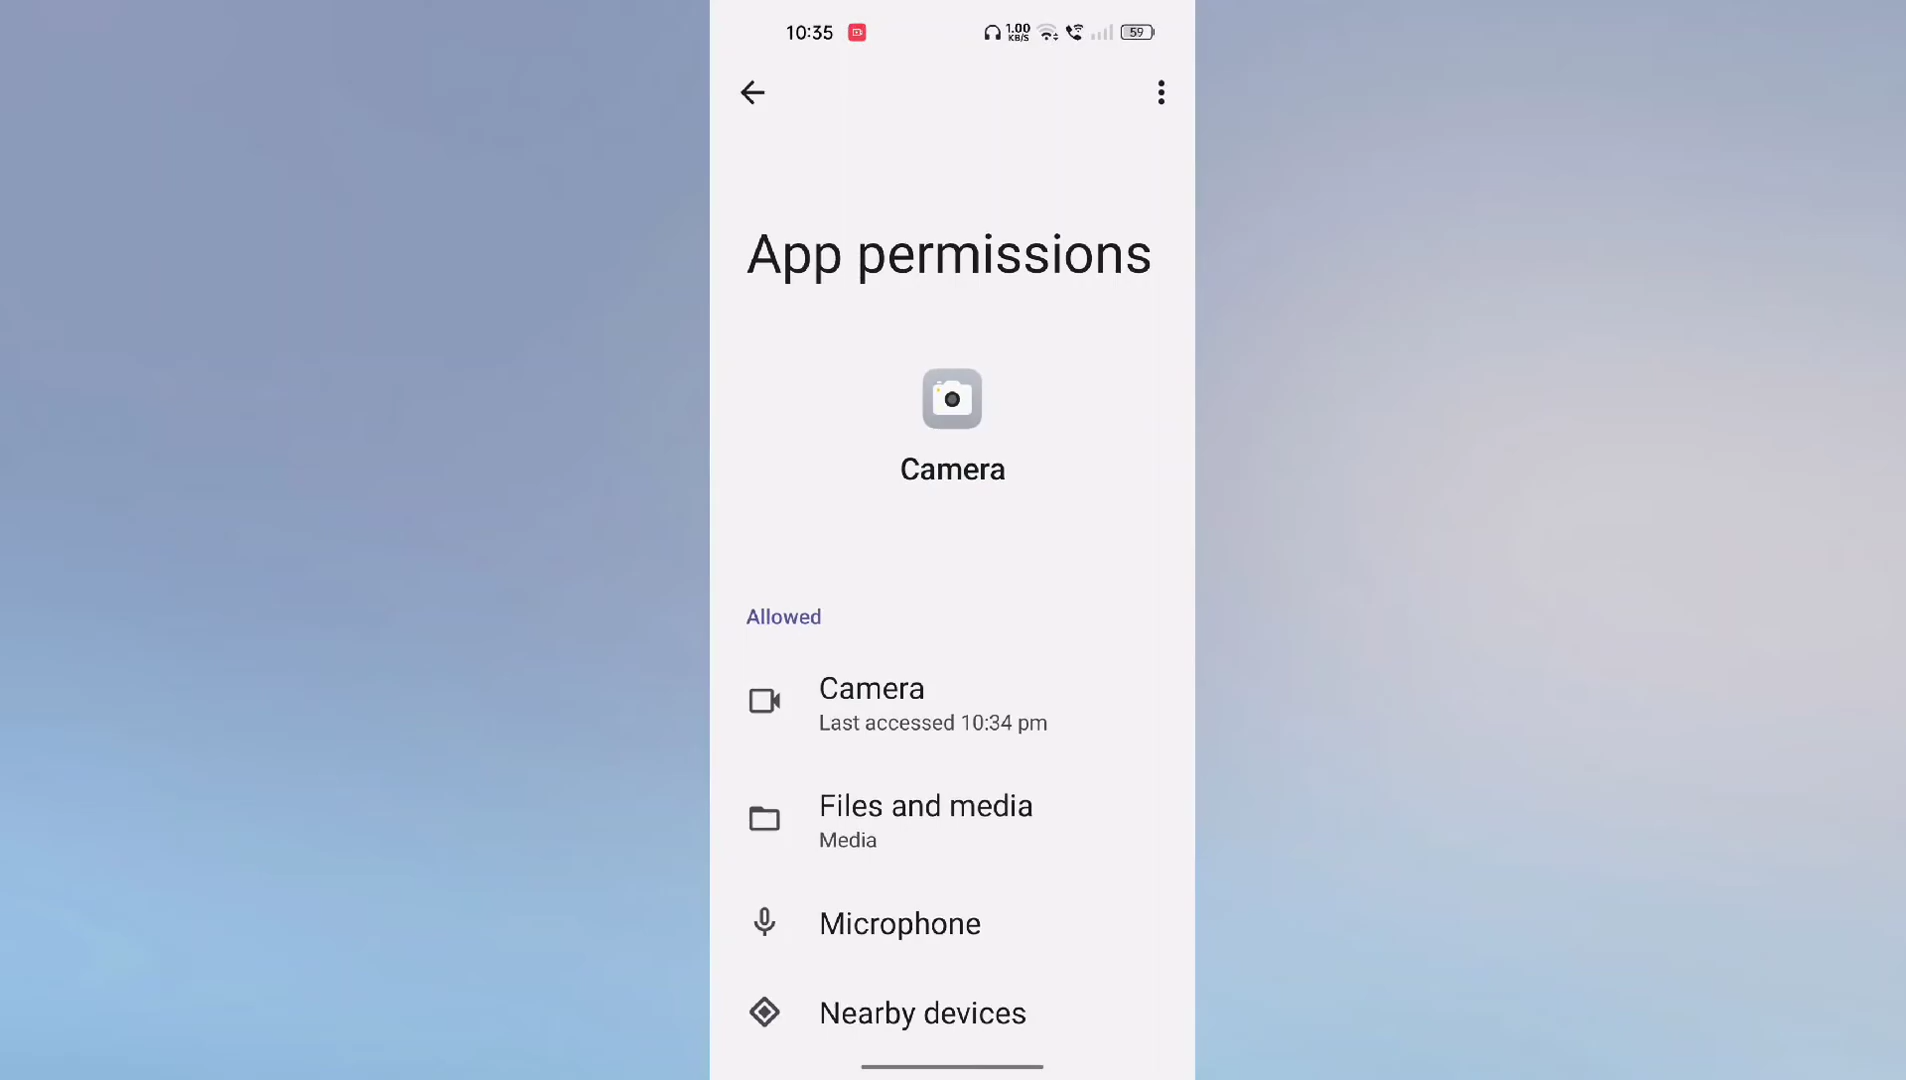 10:35 1.00 KB/S 59
App permissions
Camera
Allowed
Camera
Last accessed 10:34 pm
Files and media
Media
Microphone
Nearby devices